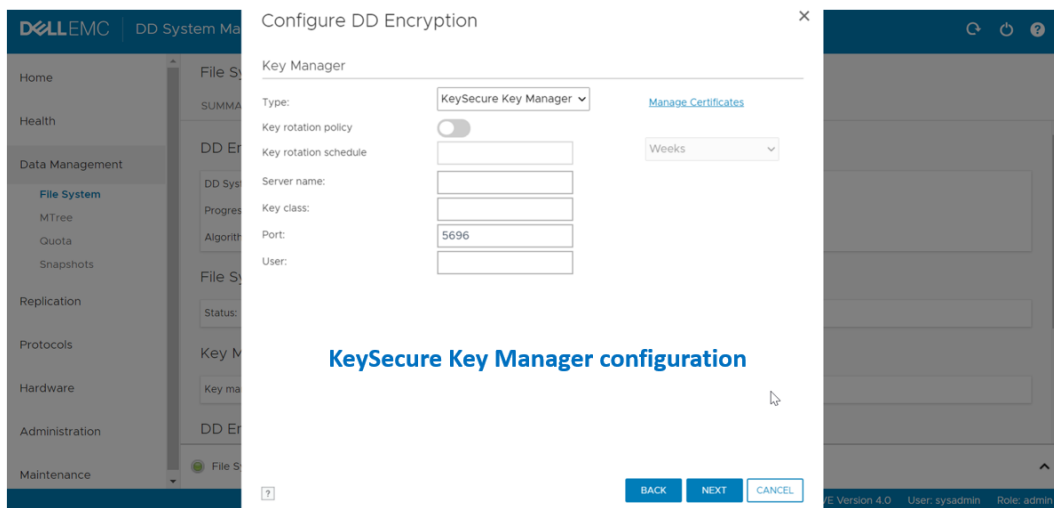 DELLEMC DD System Ma
Configure DD Encryption
Home
Health
Data Management
File System
MTree
Quota
Snapshots
Replication
Protocols
Hardware
Administration
Maintenance
File Sy
SUMMA
DD En
DD Syst
Progres
Algorith
File Sy
Status:
Key M
Key ma
DD Er
File S
Key Manager
Type: KeySecure Key Manager Manage Certificates
Key rotation policy
Key rotation schedule Weeks
Server name:
Key class:
Port: 5696
User:
KeySecure Key Manager configuration
? BACK NEXT CANCEL
VE Version 4.0 User: sysadmin Role: admin